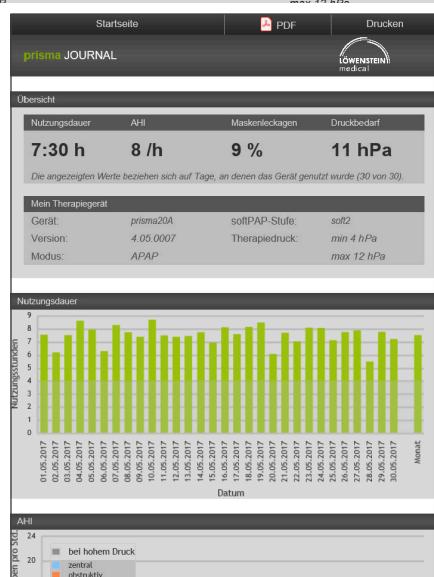 max 12 hPa
Startseite PDF Drucken
prisma JOURNAL
LÖWENSTEIN
medical
Übersicht
Nutzungsdauer AHI Maskenleckagen Druckbedarf
7:30 h 8 /h 9 % 11 hPa
Die angezeigten Werte beziehen sich auf Tage, an denen das Gerät genutzt wurde (30 von 30).
Mein Therapiegerät
Gerät: prisma20A softPAP-Stufe: soft2
Version: 4.05.0007 Therapiedruck: min 4 hPa
Modus: APAP max 12 hPa
Nutzungsdauer
Nutzungsstunden
9
8
7
6
5
4
3
2
1
0
01.05.2017 02.05.2017 03.05.2017 04.05.2017 05.05.2017 06.05.2017 07.05.2017 08.05.2017 09.05.2017 10.05.2017 11.05.2017 12.05.2017 13.05.2017 14.05.2017 15.05.2017 16.05.2017 17.05.2017 18.05.2017 19.05.2017 20.05.2017 21.05.2017 22.05.2017 23.05.2017 24.05.2017 25.05.2017 26.05.2017 27.05.2017 28.05.2017 29.05.2017 30.05.2017 Monat
Datum
AHI
pro Std.
24
20
bei hohem Druck
zentral
obstruktiv